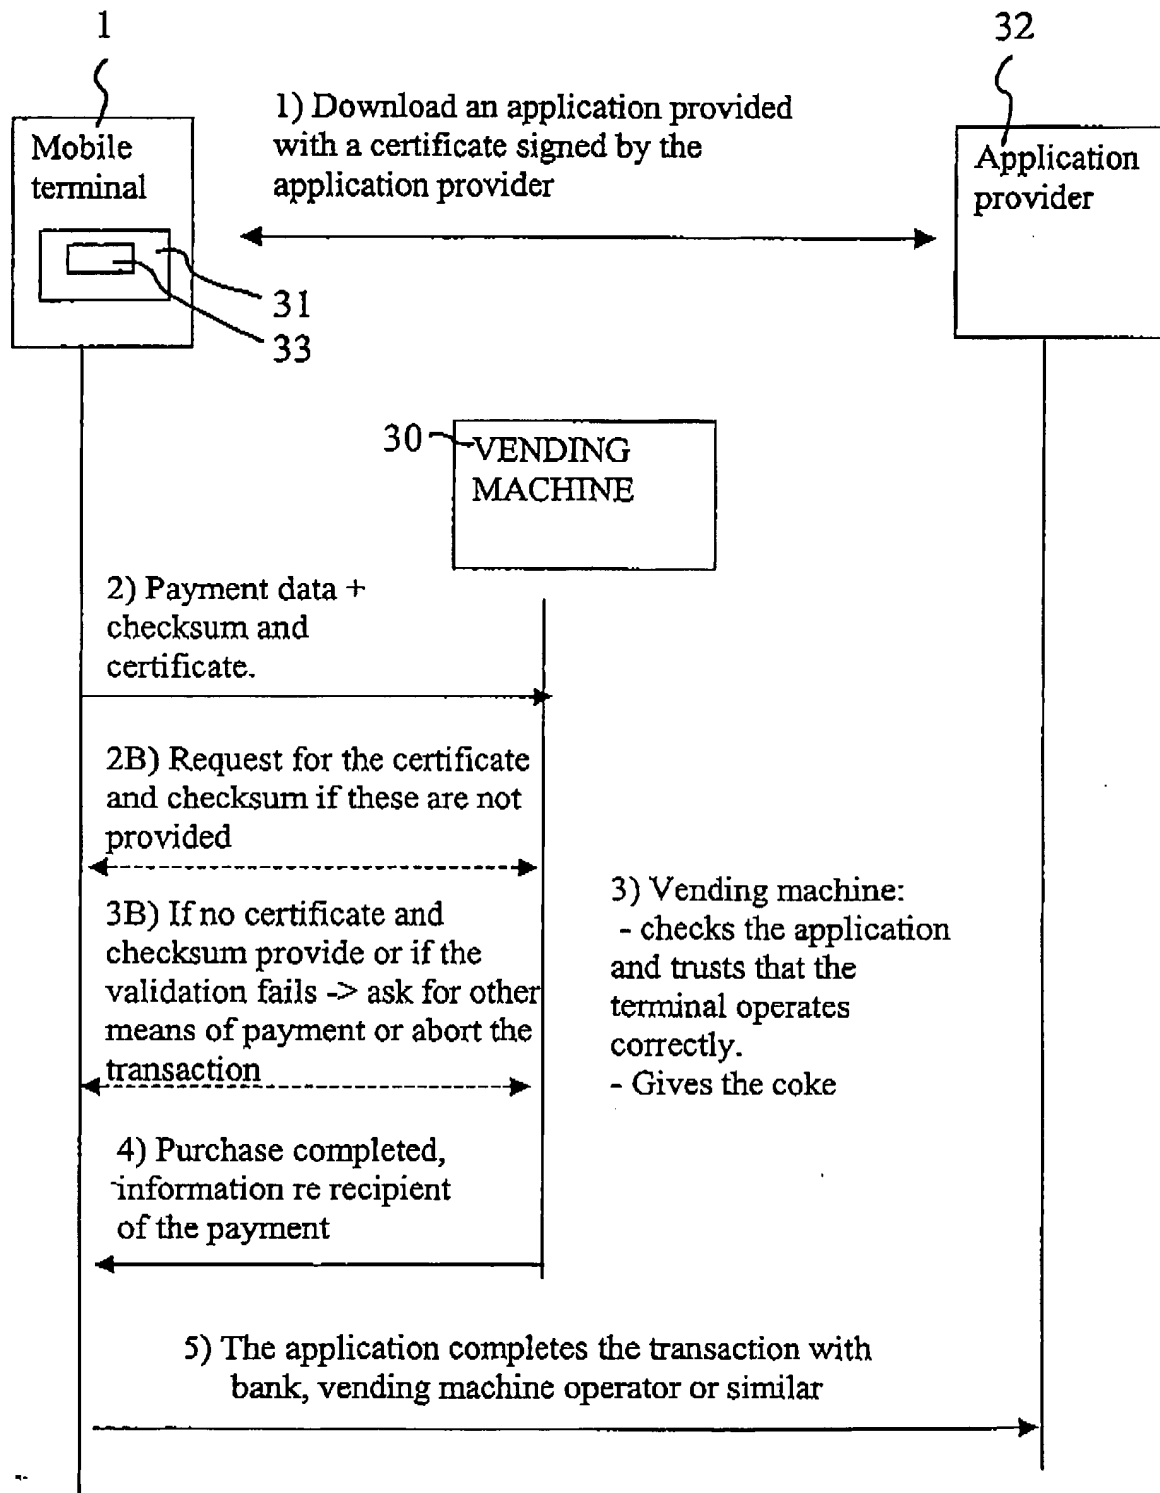 1
32
1) Download an application provided
with a certificate signed by the
application provider
Mobile
terminal
Application
provider
31
33
30
VENDING
MACHINE
2) Payment data +
checksum and
certificate.
2B) Request for the certificate
and checksum if these are not
provided
3B) If no certificate and
checksum provide or if the
validation fails -> ask for other
means of payment or abort the
transaction
3) Vending machine:
- checks the application
and trusts that the
terminal operates
correctly.
- Gives the coke
4) Purchase completed,
information re recipient
of the payment
5) The application completes the transaction with
bank, vending machine operator or similar